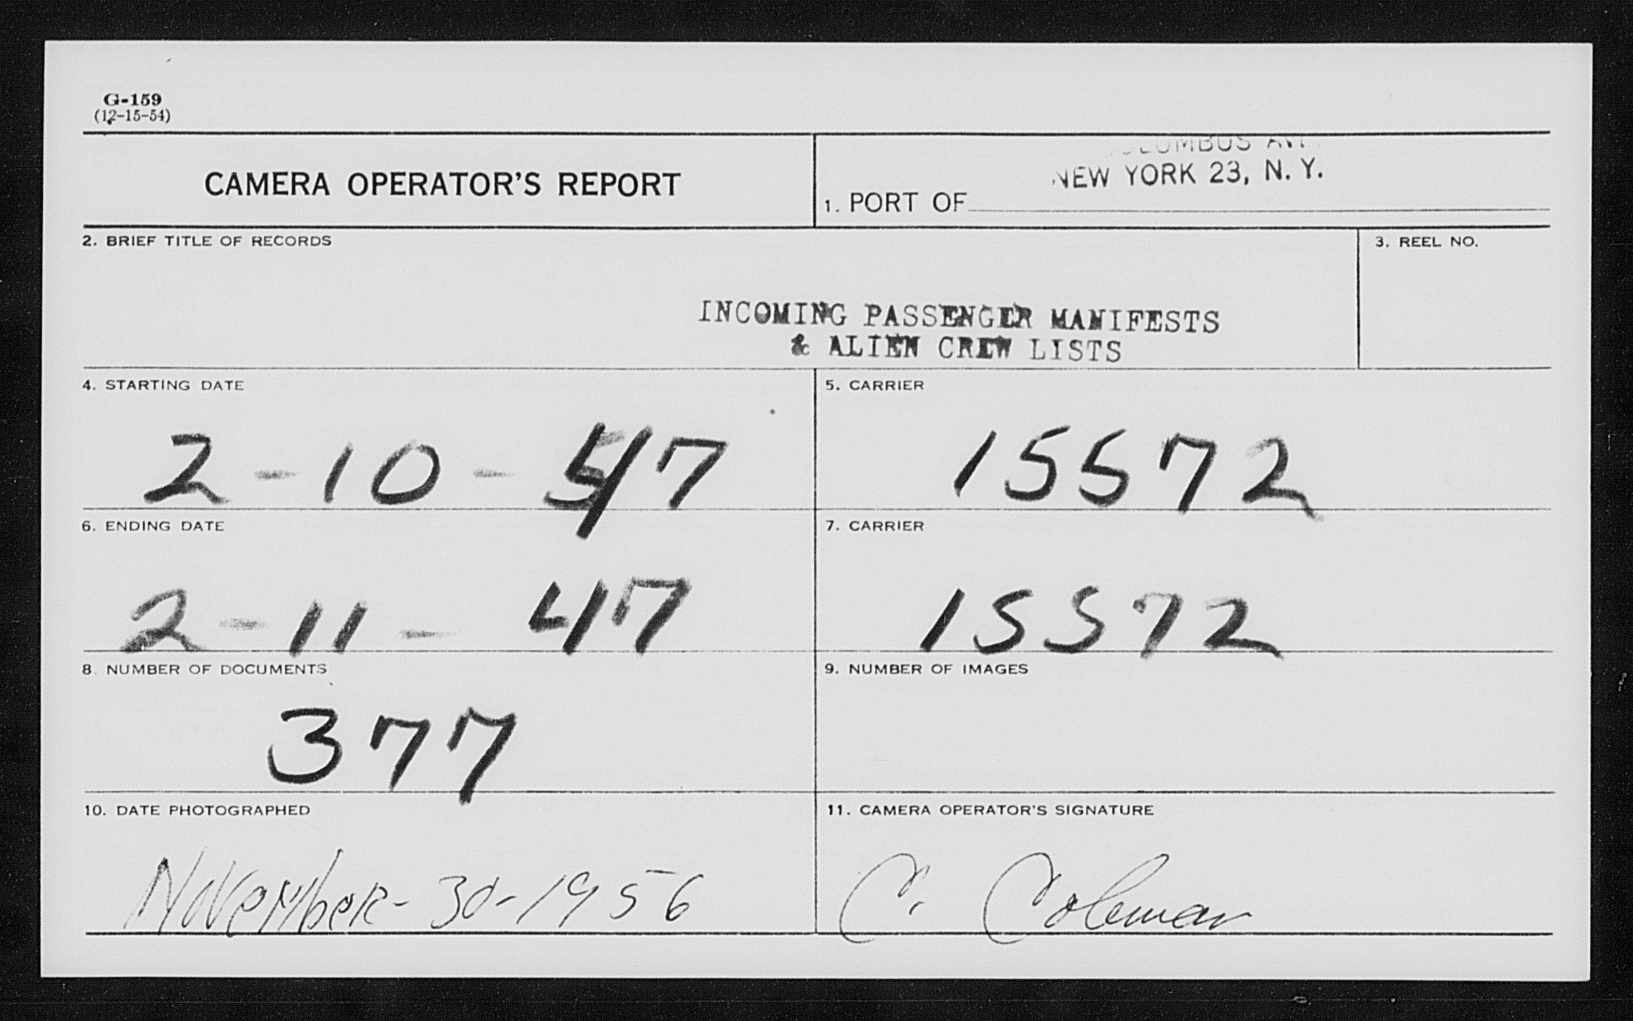 G-159
(12-15-54)
CAMERA OPERATOR'S REPORT
NEW YORK 23, N. Y.
1. PORT OF
2. BRIEF TITLE OF RECORDS
3. REEL NO.
INCOMING PASSENGER MANIFESTS
& ALIEN CREW LISTS
4. STARTING DATE
5. CARRIER
2-10-47
15572
6. ENDING DATE
7. CARRIER
2-11-47
15572
8. NUMBER OF DOCUMENTS
9. NUMBER OF IMAGES
377
10. DATE PHOTOGRAPHED
11. CAMERA OPERATOR'S SIGNATURE
November-30-1956
C. Coleman